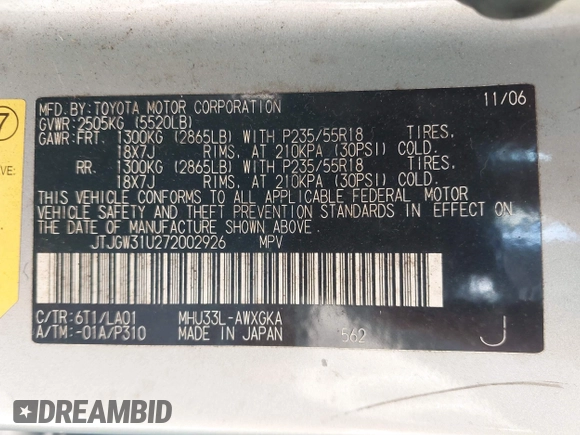 MFD.BY:TOYOTA MOTOR CORPORATION 11/06
GVWR:2505KG (5520LB)
GAWR:FRT. 1300KG (2865LB) WITH P235/55R18 TIRES,
18X7J RIMS, AT 210KPA (30PSI) COLD.
RR. 1300KG (2865LB) WITH P235/55R18 TIRES,
18X7J RIMS, AT 210KPA (30PSI) COLD.
THIS VEHICLE CONFORMS TO ALL APPLICABLE FEDERAL MOTOR
VEHICLE SAFETY AND THEFT PREVENTION STANDARDS IN EFFECT ON
THE DATE OF MANUFACTURE SHOWN ABOVE.
JTJGW31U272002926 MPV
C/TR:6T1/LA01 MHU33L-AWXGKA
A/TM:-01A/P310 MADE IN JAPAN 562 J
7
VE:
DREAMBID